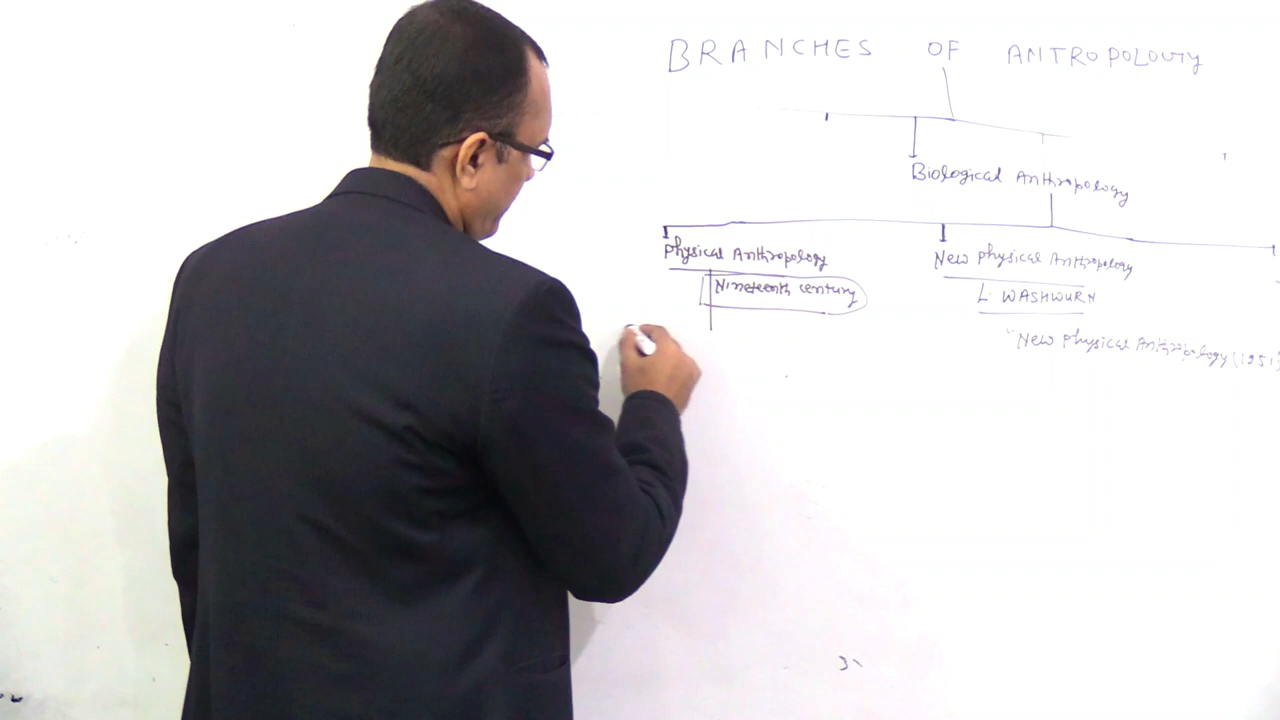 BRANCHES OF ANTROPOLOGY
Biological Anthropology
Physical Anthropology
New Physical Anthropology
Nineteenth century
L. WASHWURN
"New Physical Anthropology (1951)